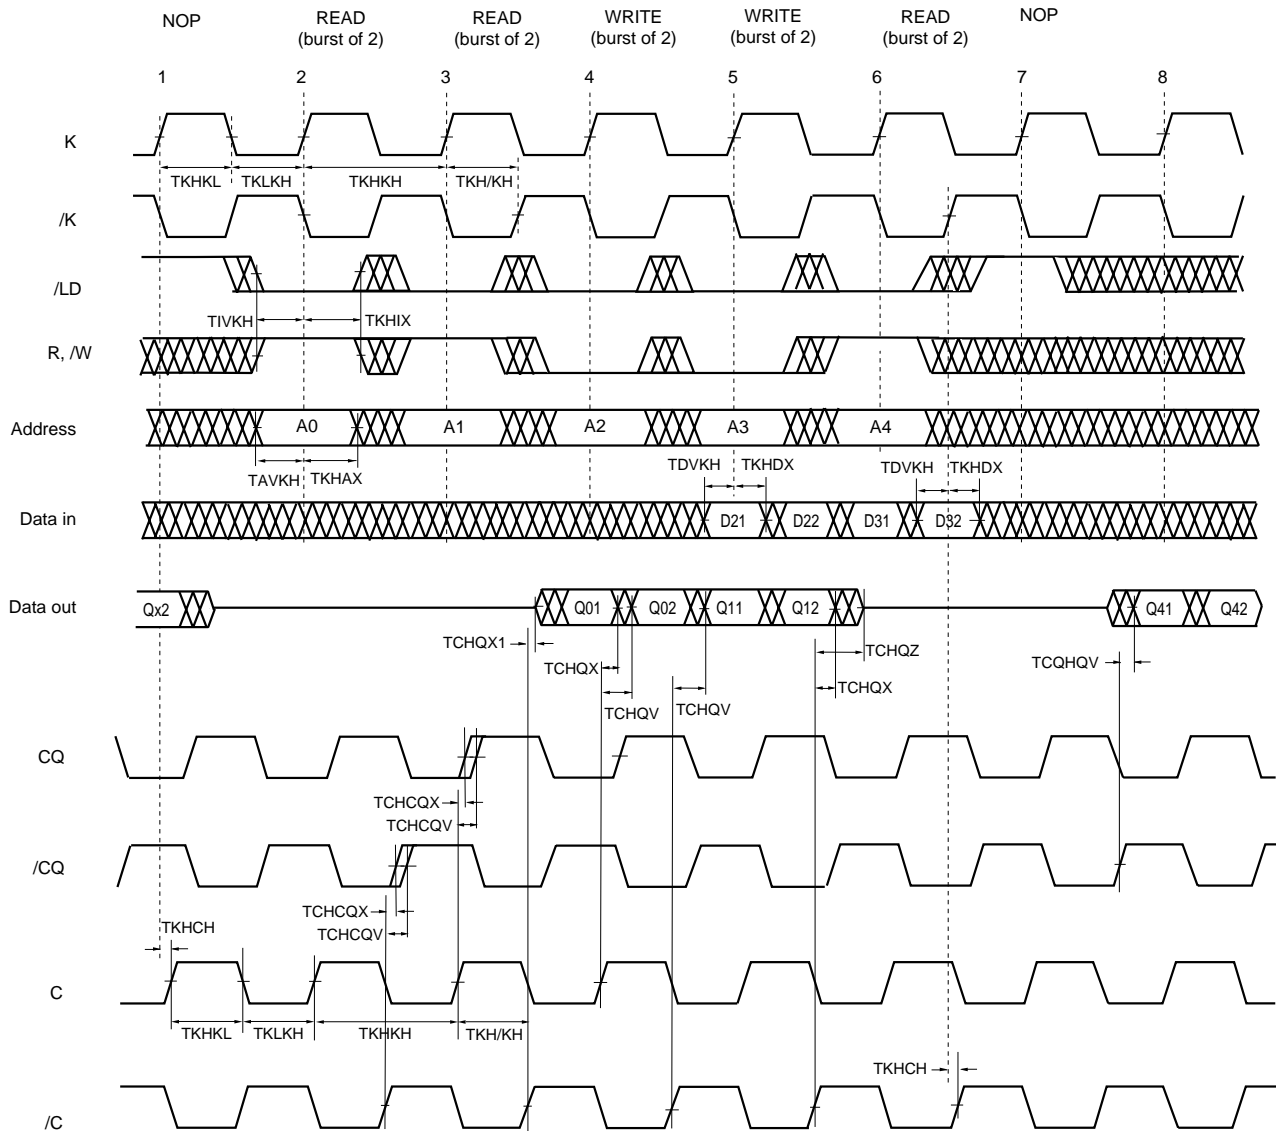 NOP READ READ WRITE WRITE READ NOP
(burst of 2) (burst of 2) (burst of 2) (burst of 2) (burst of 2)
1 2 3 4 5 6 7 8
K
TKHKL TKLKH TKHKH TKH/KH
/K
/LD
TIVKH TKHIX
R, /W
Address A0 A1 A2 A3 A4
TAVKH TKHAX TDVKH TKHDX TDVKH TKHDX
Data in D21 D22 D31 D32
Data out Qx2 Q01 Q02 Q11 Q12 Q41 Q42
TCHQX1 TCHQX TCHQZ TCQHQV
TCHQX
TCHQV TCHQV
CQ
TCHCQX
TCHCQV
/CQ
TCHCQX
TKHCH TCHCQV
C
TKHKL TKLKH TKHKH TKH/KH
TKHCH
/C